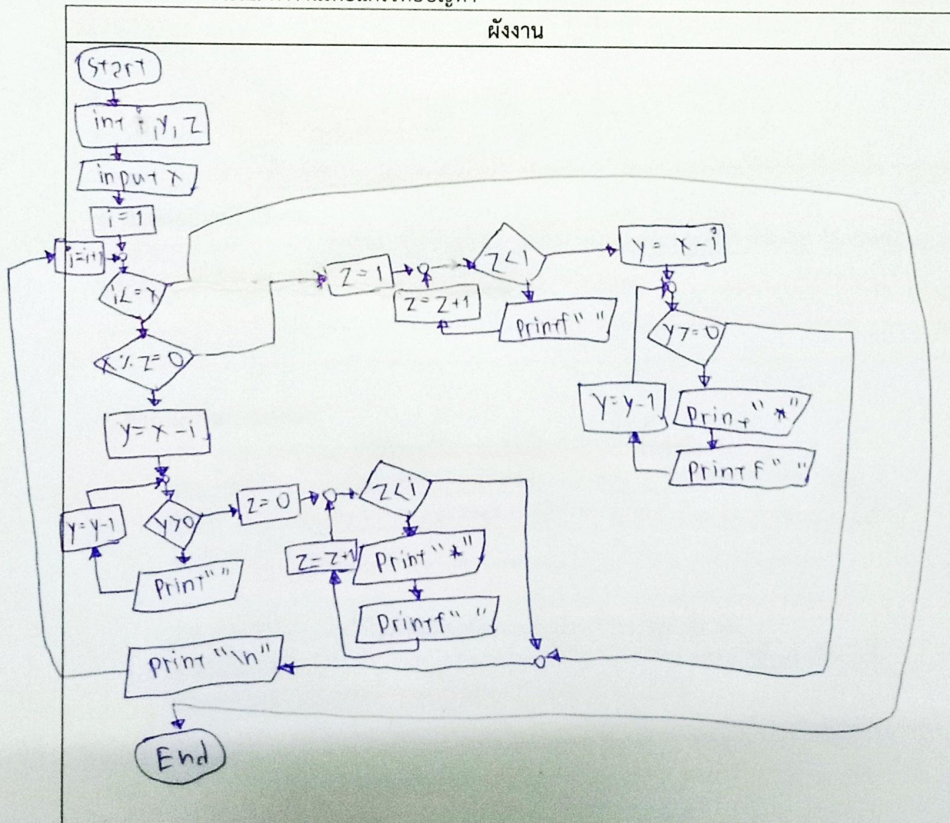 ผังงาน
Start
int i, y, z
input x
i=1
i=i+1
i<=x
x%z=0
y=x-i
y>0
y=y-1
print" "
z=0
z<i
z=z+1
print"*"
printf" "
z=1
z<i
z=z+1
printf" "
y=x-i
y>=0
y=y-1
print"*"
printf" "
print"\n"
End